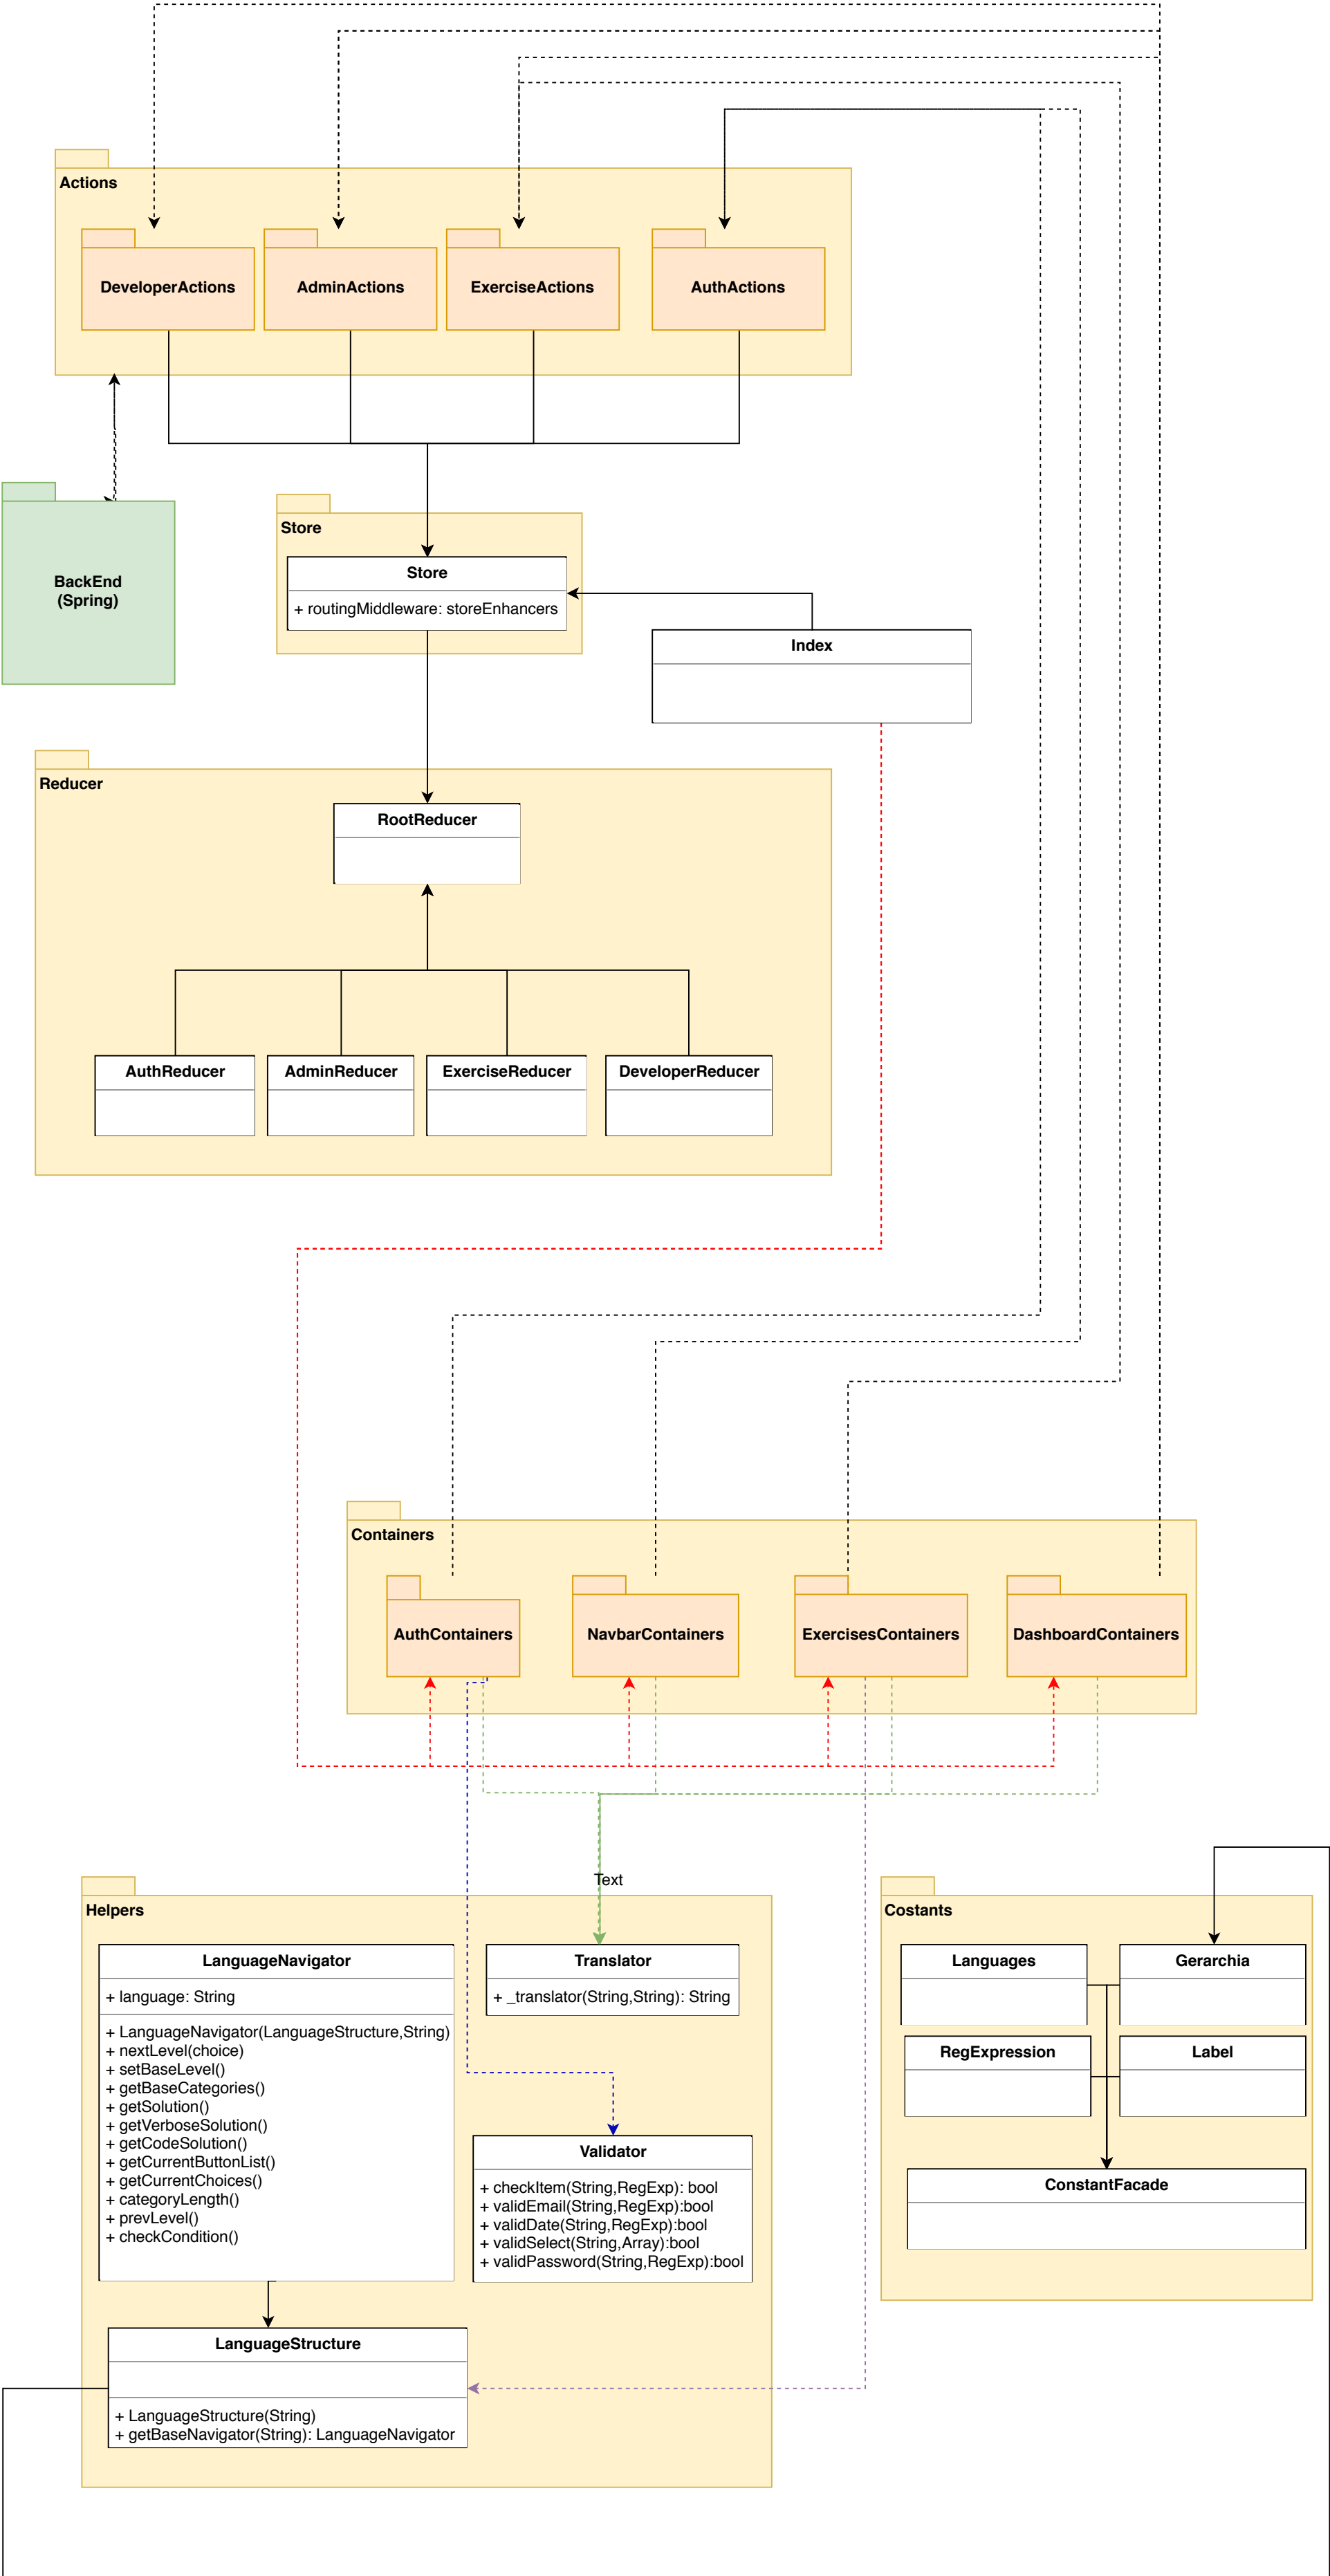 Actions
DeveloperActions
AdminActions
ExerciseActions
AuthActions
BackEnd
(Spring)
Store
Store
+ routingMiddleware: storeEnhancers
Index
Reducer
RootReducer
AuthReducer
AdminReducer
ExerciseReducer
DeveloperReducer
Containers
AuthContainers
NavbarContainers
ExercisesContainers
DashboardContainers
Text
Helpers
LanguageNavigator
+ language: String
+ LanguageNavigator(LanguageStructure,String)
+ nextLevel(choice)
+ setBaseLevel()
+ getBaseCategories()
+ getSolution()
+ getVerboseSolution()
+ getCodeSolution()
+ getCurrentButtonList()
+ getCurrentChoices()
+ categoryLength()
+ prevLevel()
+ checkCondition()
Translator
+ _translator(String,String): String
Validator
+ checkItem(String,RegExp): bool
+ validEmail(String,RegExp):bool
+ validDate(String,RegExp):bool
+ validSelect(String,Array):bool
+ validPassword(String,RegExp):bool
LanguageStructure
+ LanguageStructure(String)
+ getBaseNavigator(String): LanguageNavigator
Costants
Languages
Gerarchia
RegExpression
Label
ConstantFacade